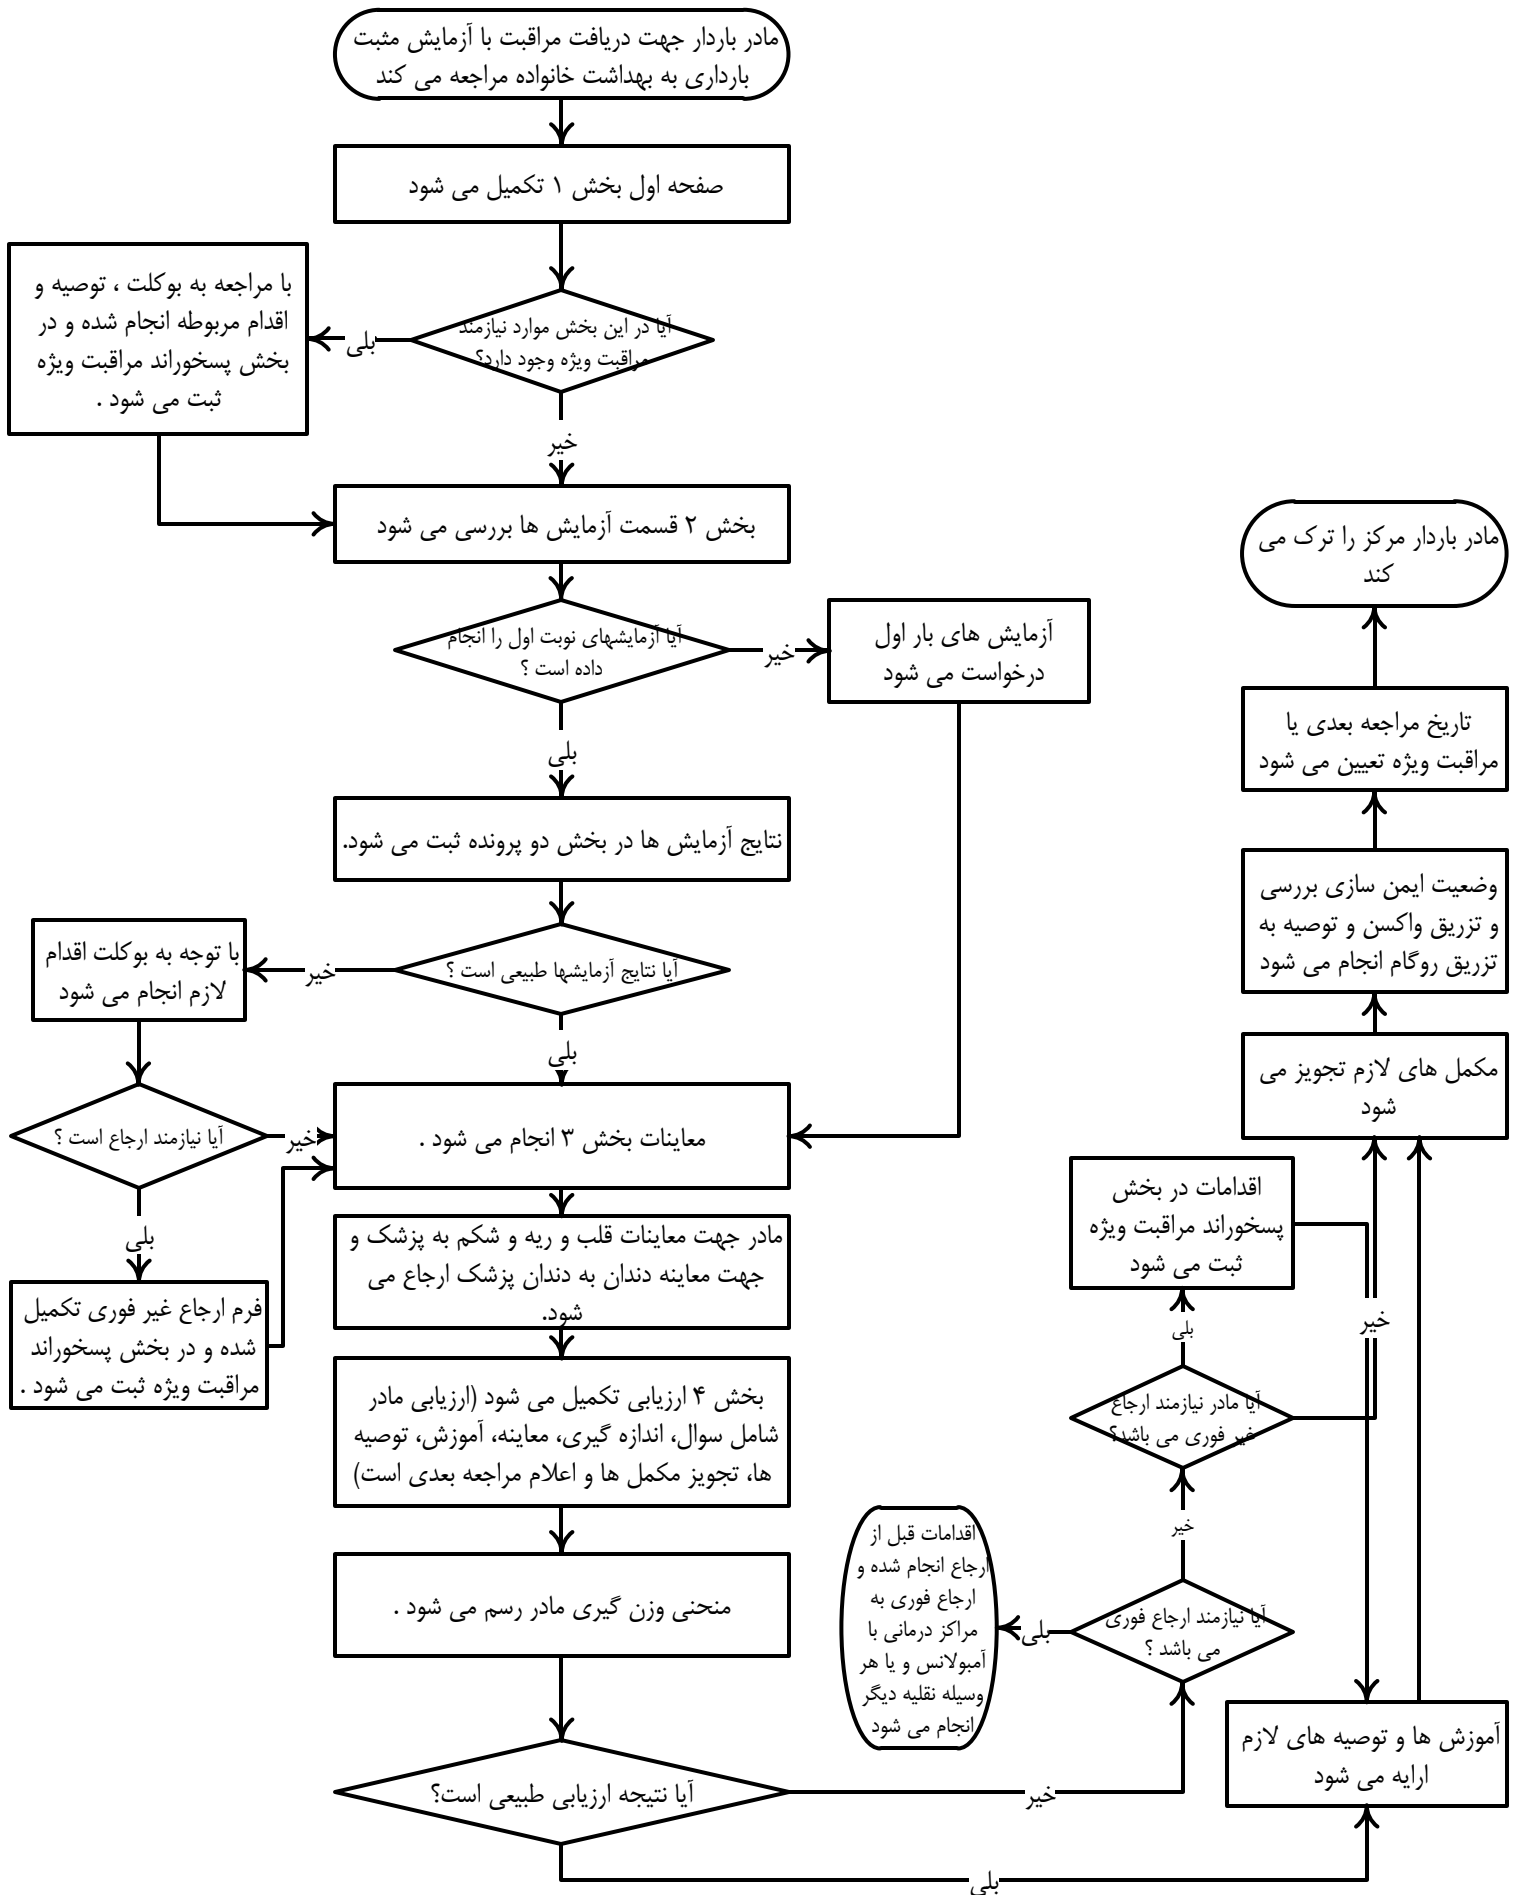 مادر باردار جهت دریافت مراقبت با آزمایش مثبت
بارداری به بهداشت خانواده مراجعه می کند
صفحه اول بخش ۱ تکمیل می شود
آیا در این بخش موارد نیازمند
مراقبت ویژه وجود دارد؟
بلی
با مراجعه به بوکلت ، توصیه و
اقدام مربوطه انجام شده و در
بخش پسخوراند مراقبت ویژه
ثبت می شود .
خیر
بخش ۲ قسمت آزمایش ها بررسی می شود
آیا آزمایشهای نوبت اول را انجام
داده است ؟
خیر
آزمایش های بار اول
درخواست می شود
بلی
نتایج آزمایش ها در بخش دو پرونده ثبت می شود.
آیا نتایج آزمایشها طبیعی است ؟
خیر
با توجه به بوکلت اقدام
لازم انجام می شود
بلی
آیا نیازمند ارجاع است ؟
خیر
بلی
فرم ارجاع غیر فوری تکمیل
شده و در بخش پسخوراند
مراقبت ویژه ثبت می شود .
معاینات بخش ۳ انجام می شود .
مادر جهت معاینات قلب و ریه و شکم به پزشک و
جهت معاینه دندان به دندان پزشک ارجاع می
شود.
بخش ۴ ارزیابی تکمیل می شود (ارزیابی مادر
شامل سوال، اندازه گیری، معاینه، آموزش، توصیه
ها، تجویز مکمل ها و اعلام مراجعه بعدی است)
منحنی وزن گیری مادر رسم می شود .
آیا نتیجه ارزیابی طبیعی است؟
خیر
بلی
آیا نیازمند ارجاع فوری
می باشد ؟
بلی
اقدامات قبل از
ارجاع انجام شده و
ارجاع فوری به
مراکز درمانی با
آمبولانس و یا هر
وسیله نقلیه دیگر
انجام می شود
خیر
آیا مادر نیازمند ارجاع
غیر فوری می باشد؟
بلی
خیر
اقدامات در بخش
پسخوراند مراقبت ویژه
ثبت می شود
آموزش ها و توصیه های لازم
ارایه می شود
مکمل های لازم تجویز می
شود
وضعیت ایمن سازی بررسی
و تزریق واکسن و توصیه به
تزریق روگام انجام می شود
تاریخ مراجعه بعدی یا
مراقبت ویژه تعیین می شود
مادر باردار مرکز را ترک می
کند